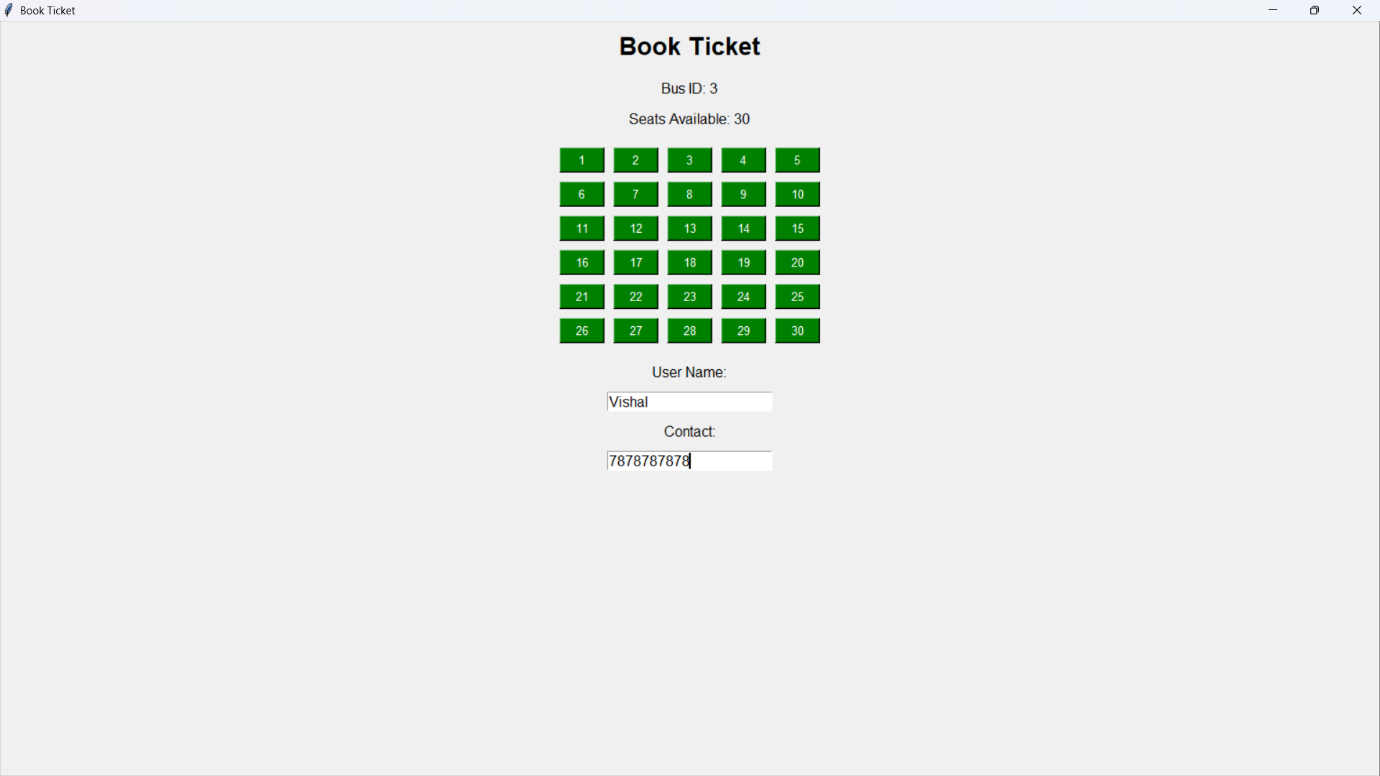 Book Ticket
Book Ticket
Bus ID: 3
Seats Available: 30
1 2 3 4 5
6 7 8 9 10
11 12 13 14 15
16 17 18 19 20
21 22 23 24 25
26 27 28 29 30
User Name:
Vishal
Contact:
7878787878